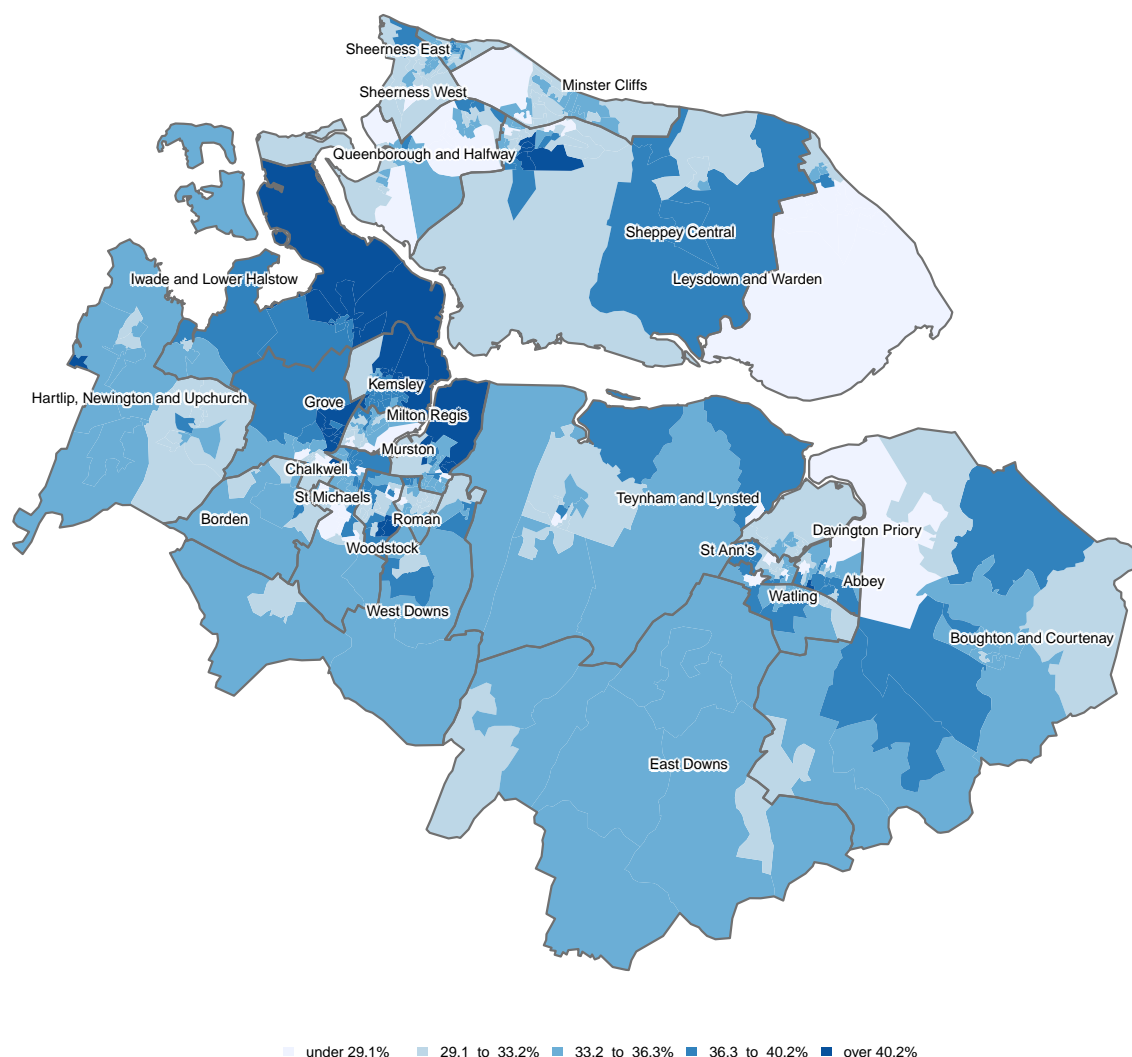 Sheerness East
Minster Cliffs
Sheerness West
Queenborough and Halfway
Sheppey Central
Iwade and Lower Halstow
Leysdown and Warden
Kemsley
Hartlip, Newington and Upchurch
Grove
Milton Regis
Murston
Chalkwell
St Michaels
Teynham and Lynsted
Borden
Roman
Davington Priory
Woodstock
St Ann's
Abbey
Watling
West Downs
Boughton and Courtenay
East Downs
under 29.1% 29.1 to 33.2% 33.2 to 36.3% 36.3 to 40.2% over 40.2%